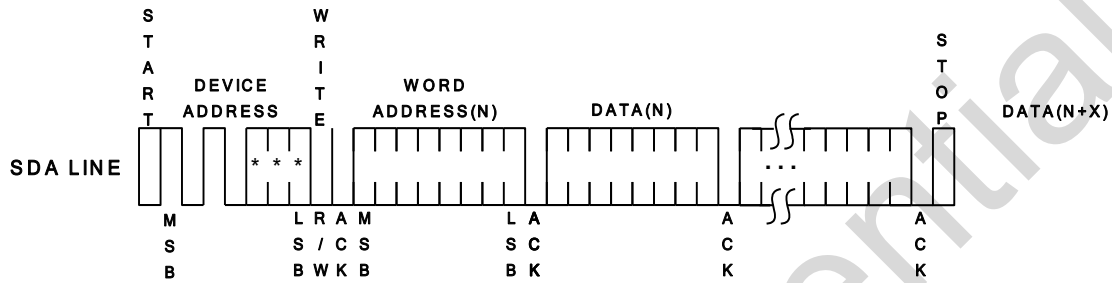 START
WRITE
STOP
DEVICE
ADDRESS
WORD
ADDRESS(N)
DATA(N)
DATA(N+X)
SDA LINE
* * *
...
MSB
LSB
R/W
ACK
MSB
LSB
ACK
ACK
ACK